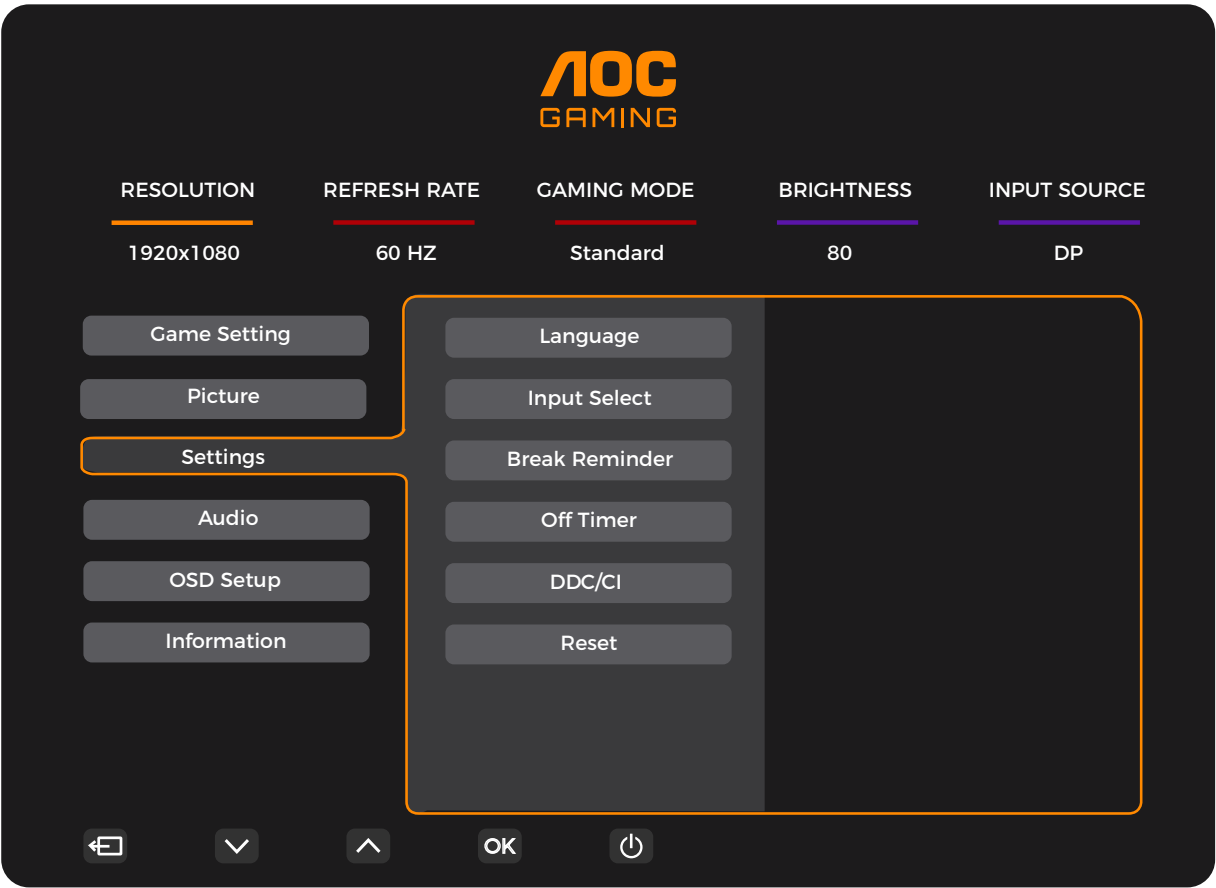 AOC
GAMING
RESOLUTION REFRESH RATE GAMING MODE BRIGHTNESS INPUT SOURCE
1920x1080 60 HZ Standard 80 DP
Game Setting Language
Picture Input Select
Settings Break Reminder
Audio Off Timer
OSD Setup DDC/CI
Information Reset
OK